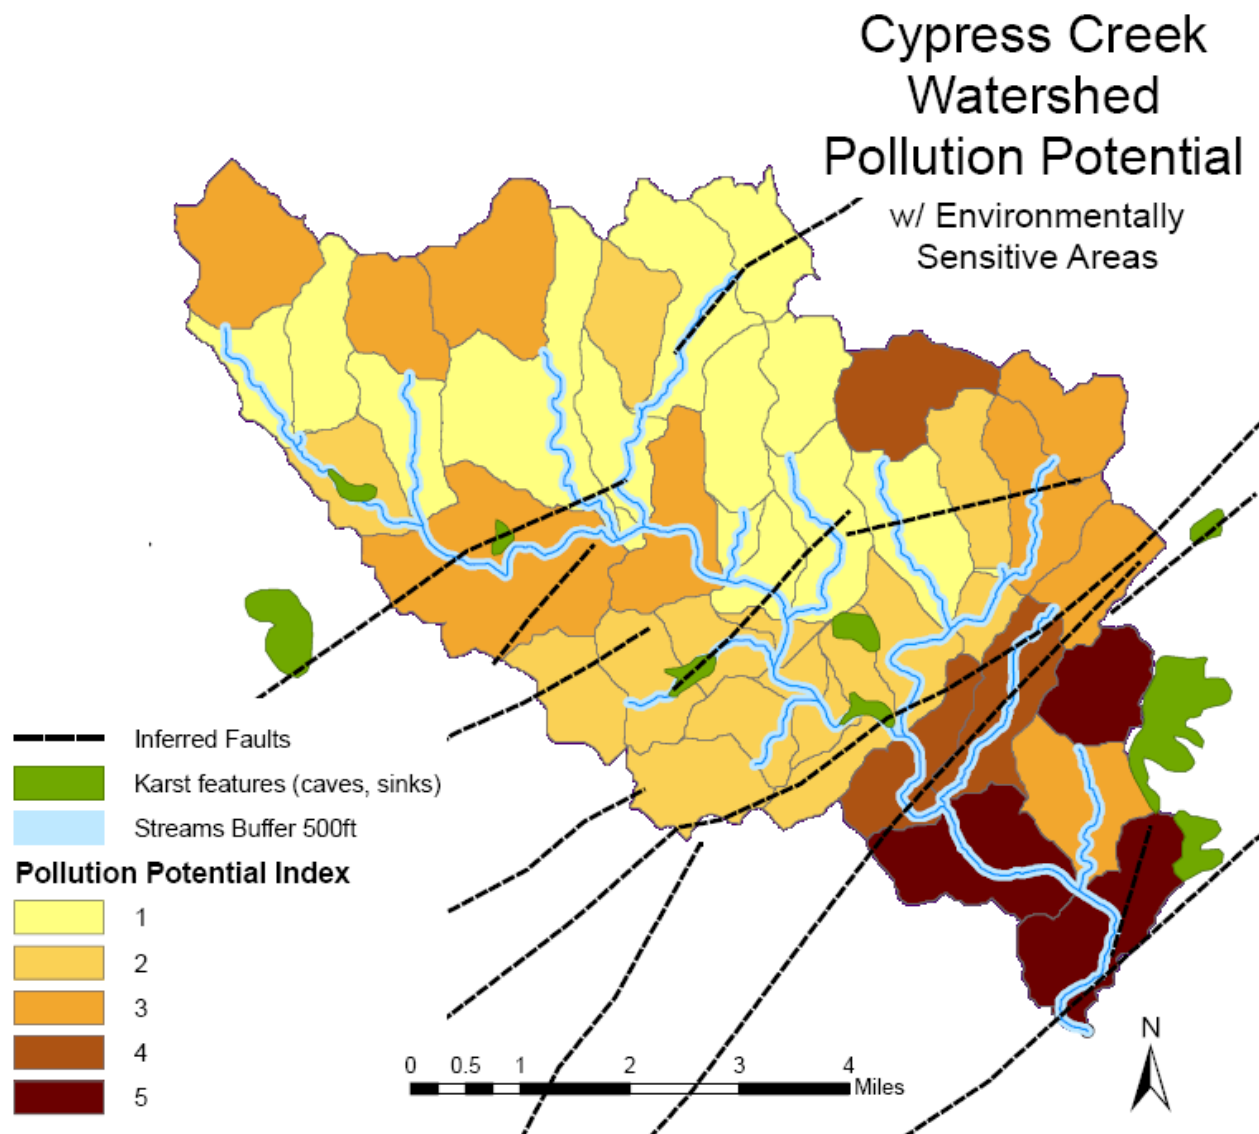 Cypress Creek
Watershed
Pollution Potential
w/ Environmentally
Sensitive Areas
Inferred Faults
Karst features (caves, sinks)
Streams Buffer 500ft
Pollution Potential Index
1
2
3
4
5
0 0.5 1 2 3 4
Miles
N